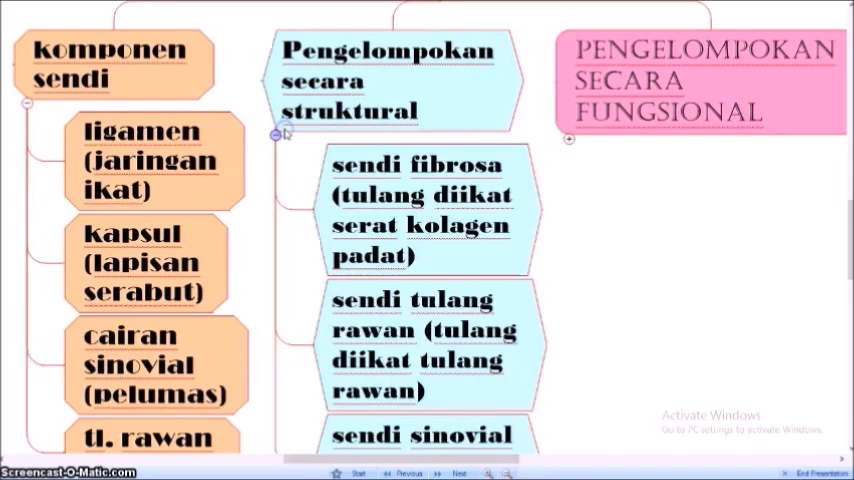 komponen
sendi
ligamen
(jaringan
ikat)
kapsul
(lapisan
serabut)
cairan
sinovial
(pelumas)
tl. rawan
Pengelompokan
secara
struktural
sendi fibrosa
(tulang diikat
serat kolagen
padat)
sendi tulang
rawan (tulang
diikat tulang
rawan)
sendi sinovial
PENGELOMPOKAN
SECARA
FUNGSIONAL
Activate Windows
Go to PC settings to activate Windows.
Screencast-O-Matic.com
Start
Previous
Next
End Presentation